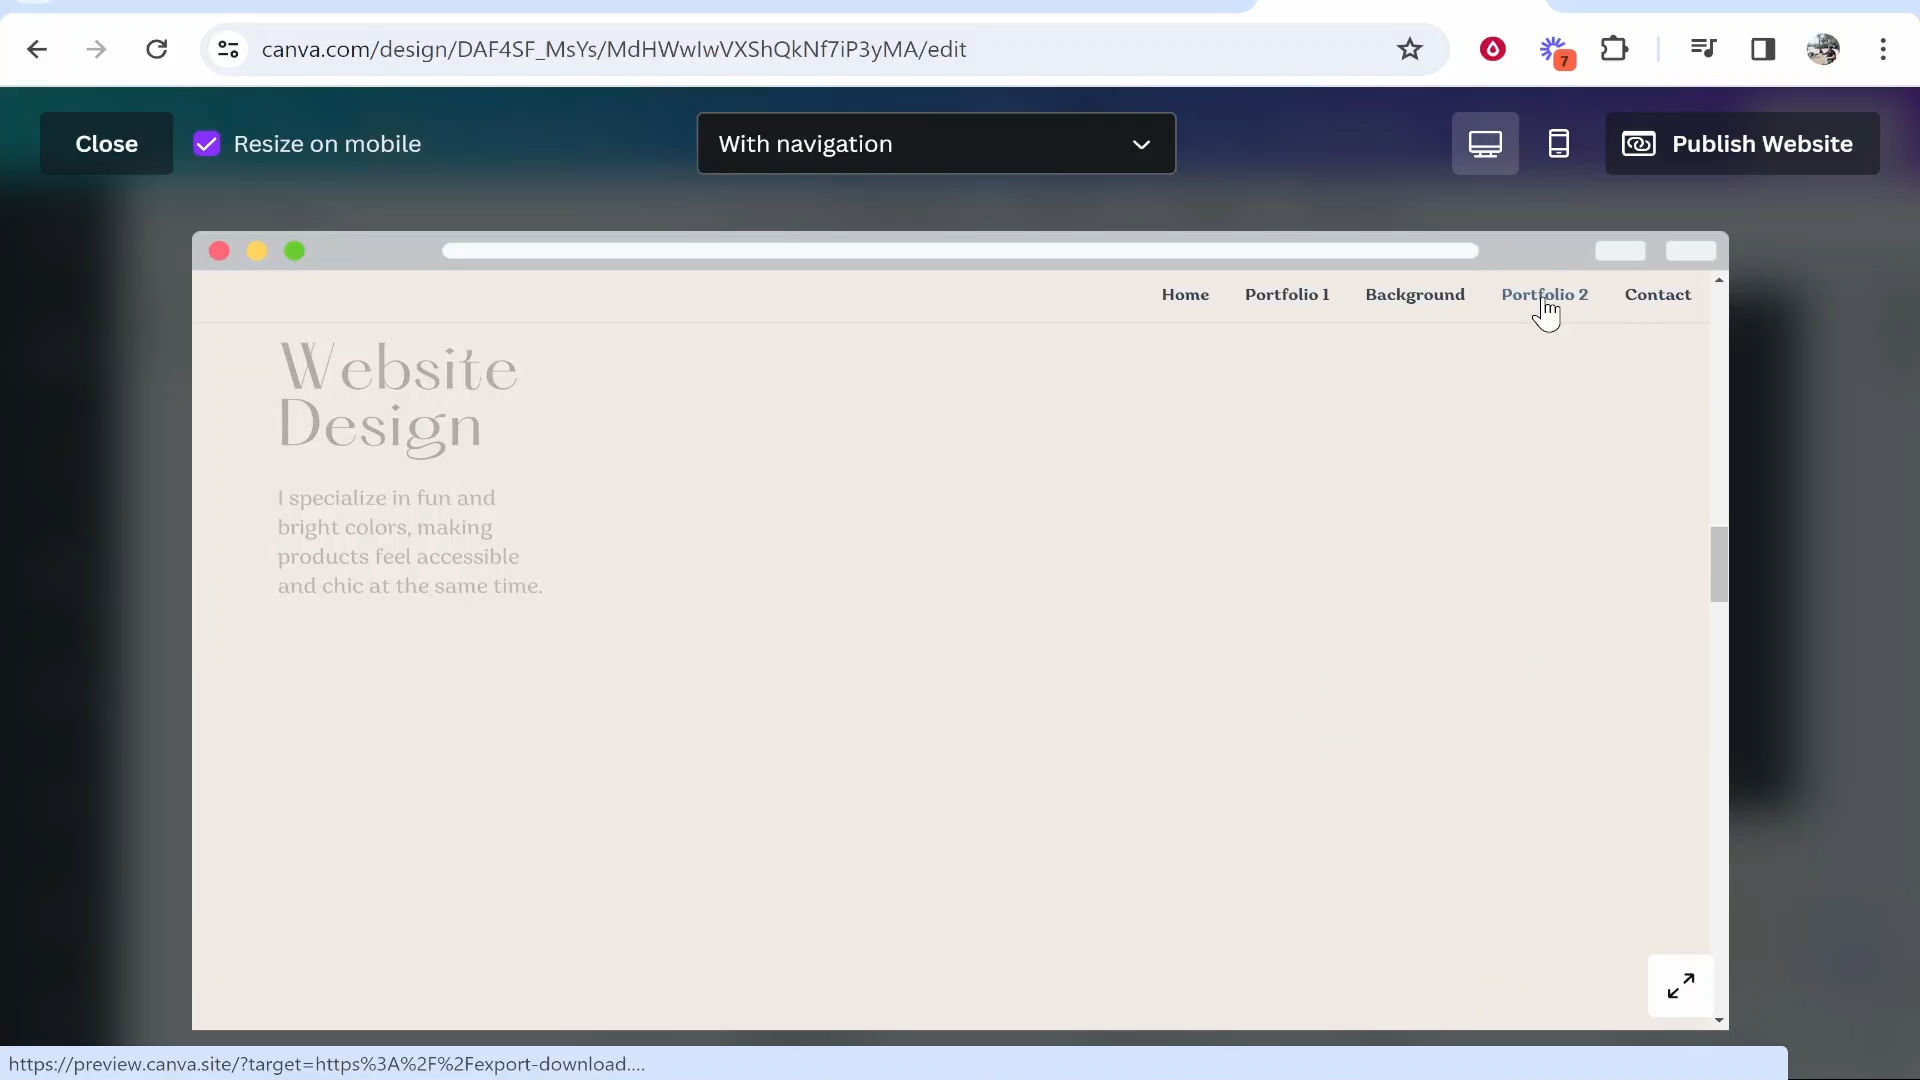 canva.com/design/DAF4SF_MsYs/MdHWwIwVXShQkNf7iP3yMA/edit
7
Close
Resize on mobile
With navigation
Publish Website
Home Portfolio 1 Background Portfolio 2 Contact
Website
Design
I specialize in fun and
bright colors, making
products feel accessible
and chic at the same time.
https://preview.canva.site/?target=https%3A%2F%2Fexport-download....